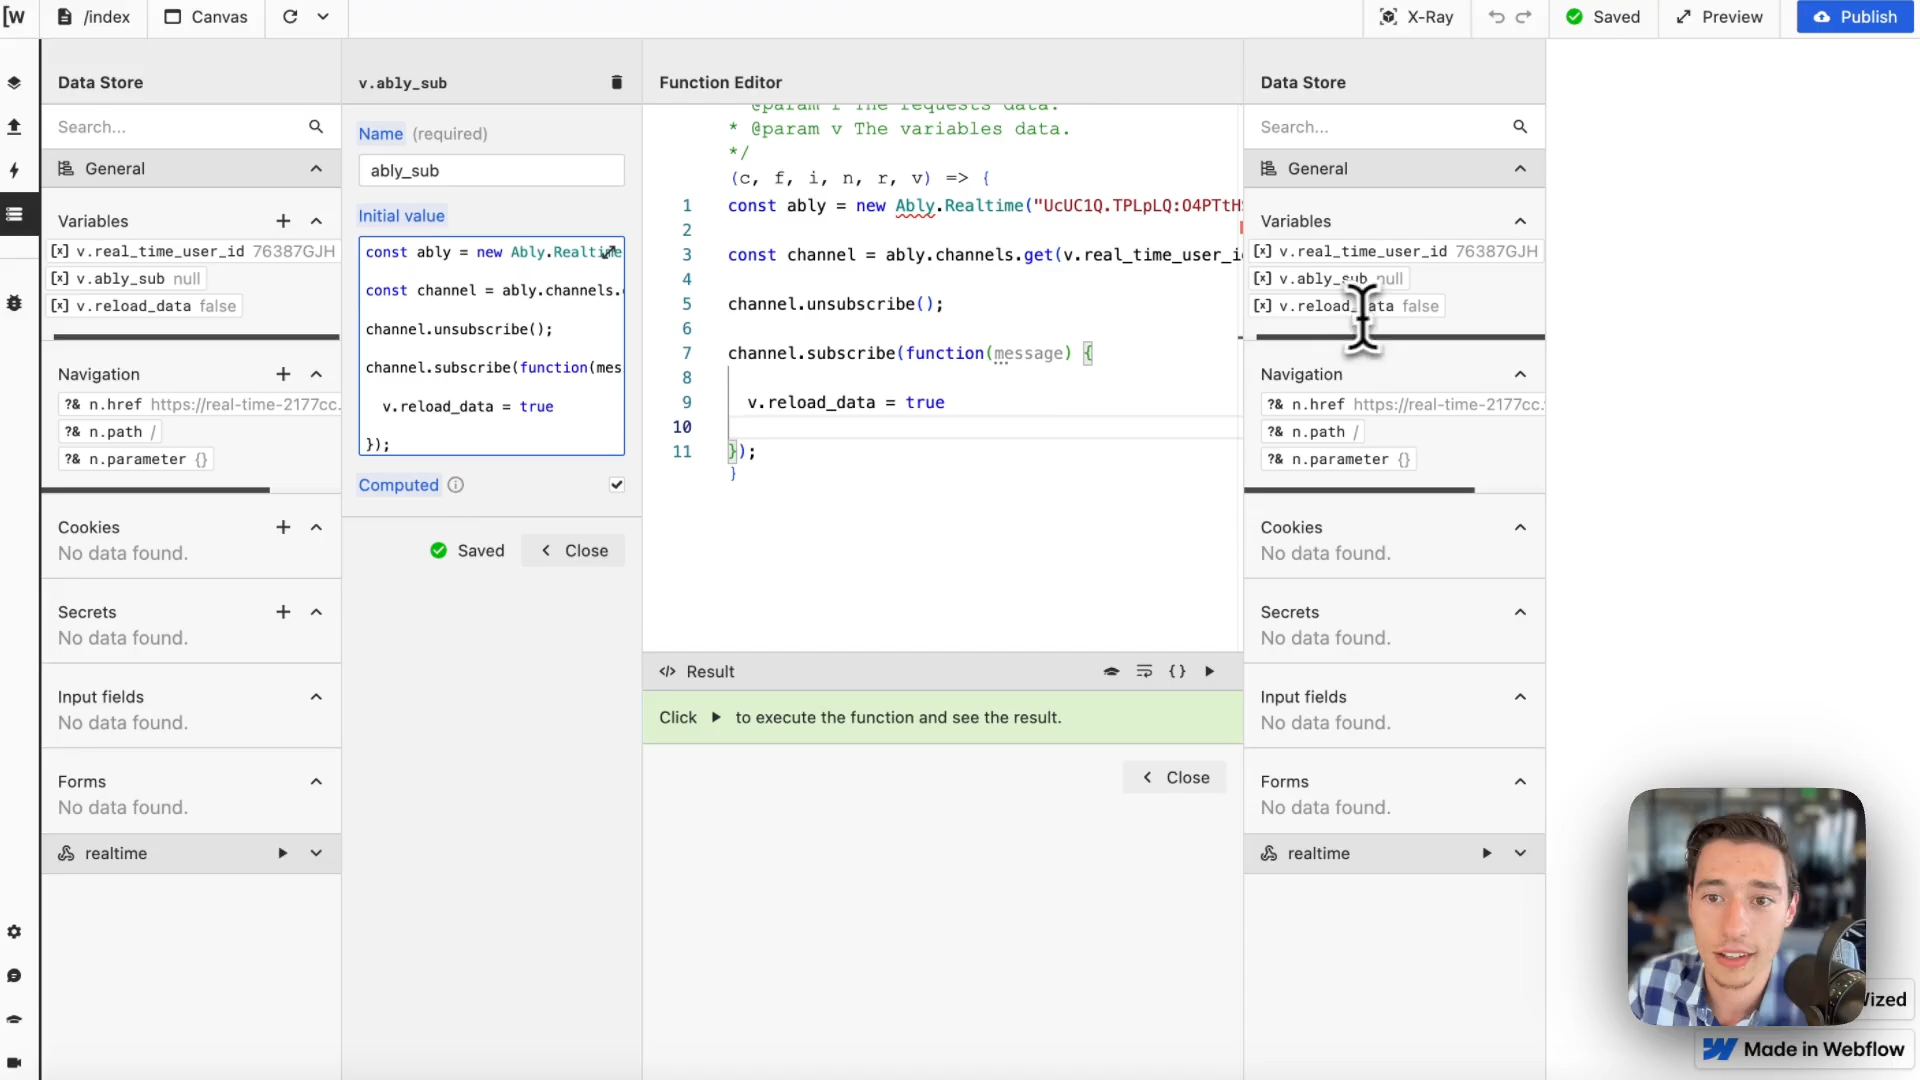 /index
Canvas
X-Ray
Saved
Preview
Publish
Data Store
Search...
General
Variables
[x] v.real_time_user_id 76387GJH
[x] v.ably_sub null
[x] v.reload_data false
Navigation
?& n.href https://real-time-2177cc.
?& n.path /
?& n.parameter {}
Cookies
No data found.
Secrets
No data found.
Input fields
No data found.
Forms
No data found.
realtime
v.ably_sub
Name (required)
ably_sub
Initial value
const ably = new Ably.Realtime
const channel = ably.channels.
channel.unsubscribe();
channel.subscribe(function(mes
v.reload_data = true
});
Computed
Saved
Close
Function Editor
* @param v The variables data.
*/
(c, f, i, n, r, v) => {
1 const ably = new Ably.Realtime("UcUC1Q.TPLpLQ:O4PTtH
2
3 const channel = ably.channels.get(v.real_time_user_i
4
5 channel.unsubscribe();
6
7 channel.subscribe(function(message) {
8
9 v.reload_data = true
10
11 });
}
Result
Click to execute the function and see the result.
Close
Data Store
Search...
General
Variables
[x] v.real_time_user_id 76387GJH
[x] v.ably_sub null
[x] v.reload_data false
Navigation
?& n.href https://real-time-2177cc.
?& n.path /
?& n.parameter {}
Cookies
No data found.
Secrets
No data found.
Input fields
No data found.
Forms
No data found.
realtime
Made in Webflow